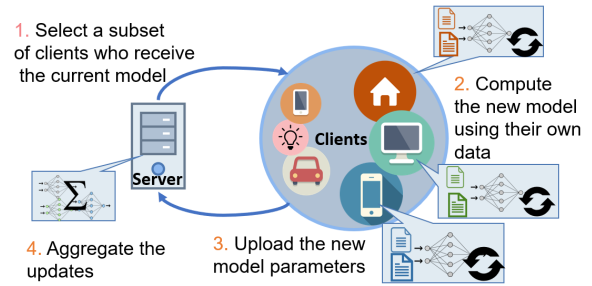 1. Select a subset
of clients who receive
the current model
2. Compute
the new model
using their own
data
Clients
Server
Σ
3. Upload the new
model parameters
4. Aggregate the
updates